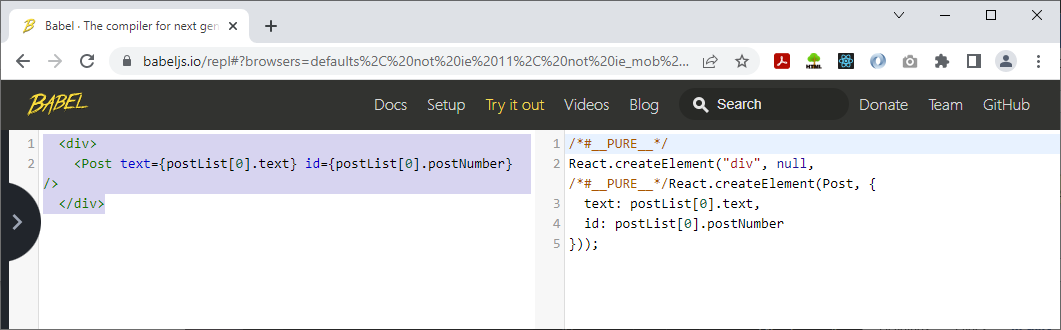 Babel · The compiler for next gen
babeljs.io/repl#?browsers=defaults%2C%20not%20ie%2011%2C%20not%20ie_mob%2...
HTML
BABEL
Docs Setup Try it out Videos Blog Search Donate Team GitHub
1 <div>
2 <Post text={postList[0].text} id={postList[0].postNumber}
/>
</div>
1 /*#__PURE__*/
2 React.createElement("div", null,
/*#__PURE__*/React.createElement(Post, {
3 text: postList[0].text,
4 id: postList[0].postNumber
5 }));